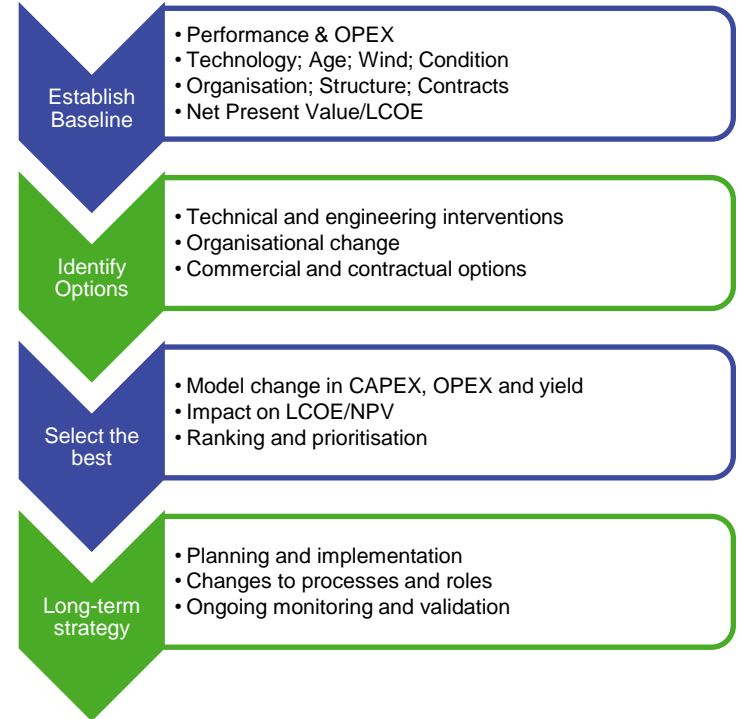 Establish
Baseline
• Performance & OPEX
• Technology; Age; Wind; Condition
• Organisation; Structure; Contracts
• Net Present Value/LCOE
Identify
Options
• Technical and engineering interventions
• Organisational change
• Commercial and contractual options
Select the
best
• Model change in CAPEX, OPEX and yield
• Impact on LCOE/NPV
• Ranking and prioritisation
Long-term
strategy
• Planning and implementation
• Changes to processes and roles
• Ongoing monitoring and validation